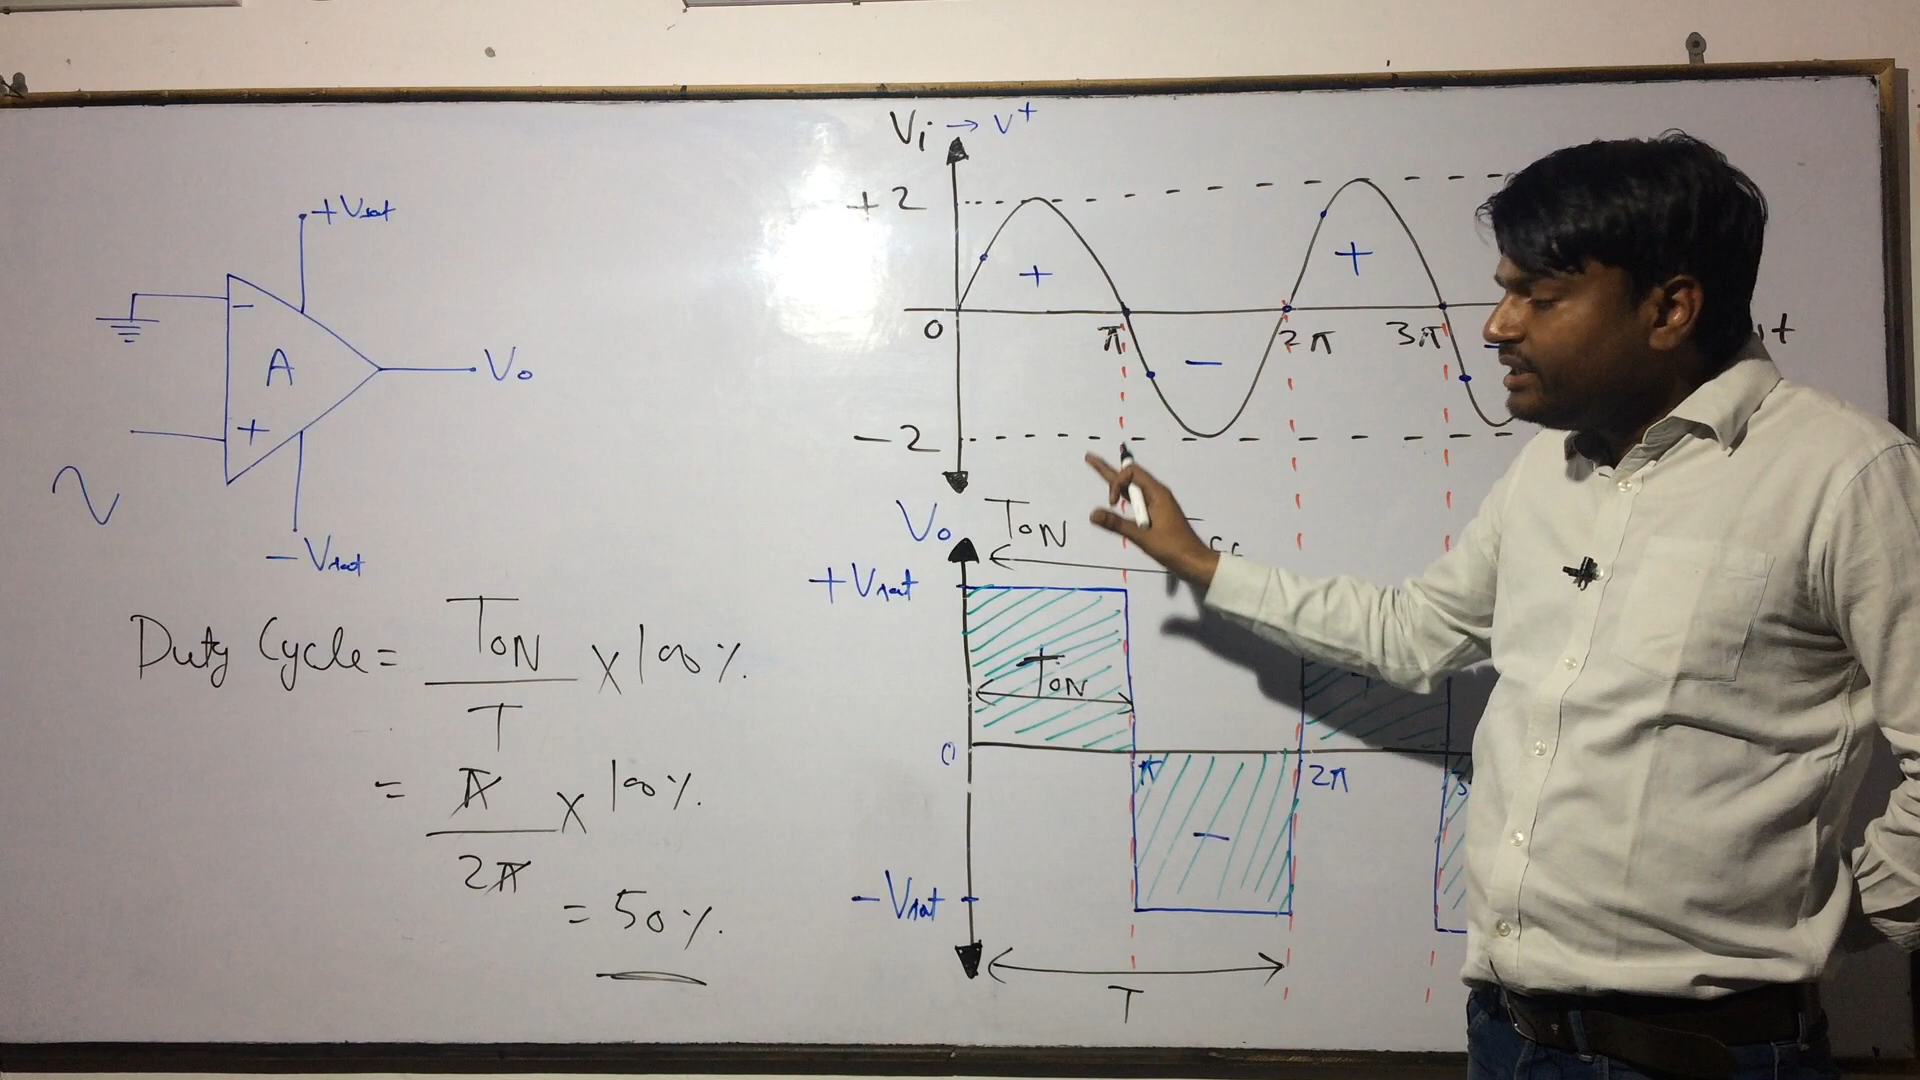 +Vsat
-
A
+
Vo
-Vsat
Duty Cycle = TON / T × 100%.
= π / 2π × 100%.
= 50%.
Vi → V+
+2
+
+
0
π
-
2π
3π
-2
Vo
TON
+Vsat
TON
0
π
2π
3
-
-Vsat
T